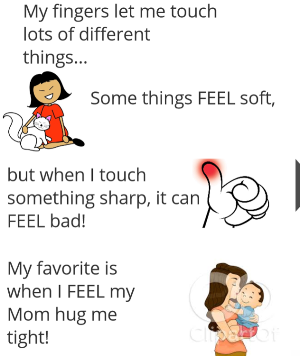 My fingers let me touch
lots of different
things...
Some things FEEL soft,
but when I touch
something sharp, it can
FEEL bad!
My favorite is
when I FEEL my
Mom hug me
tight!